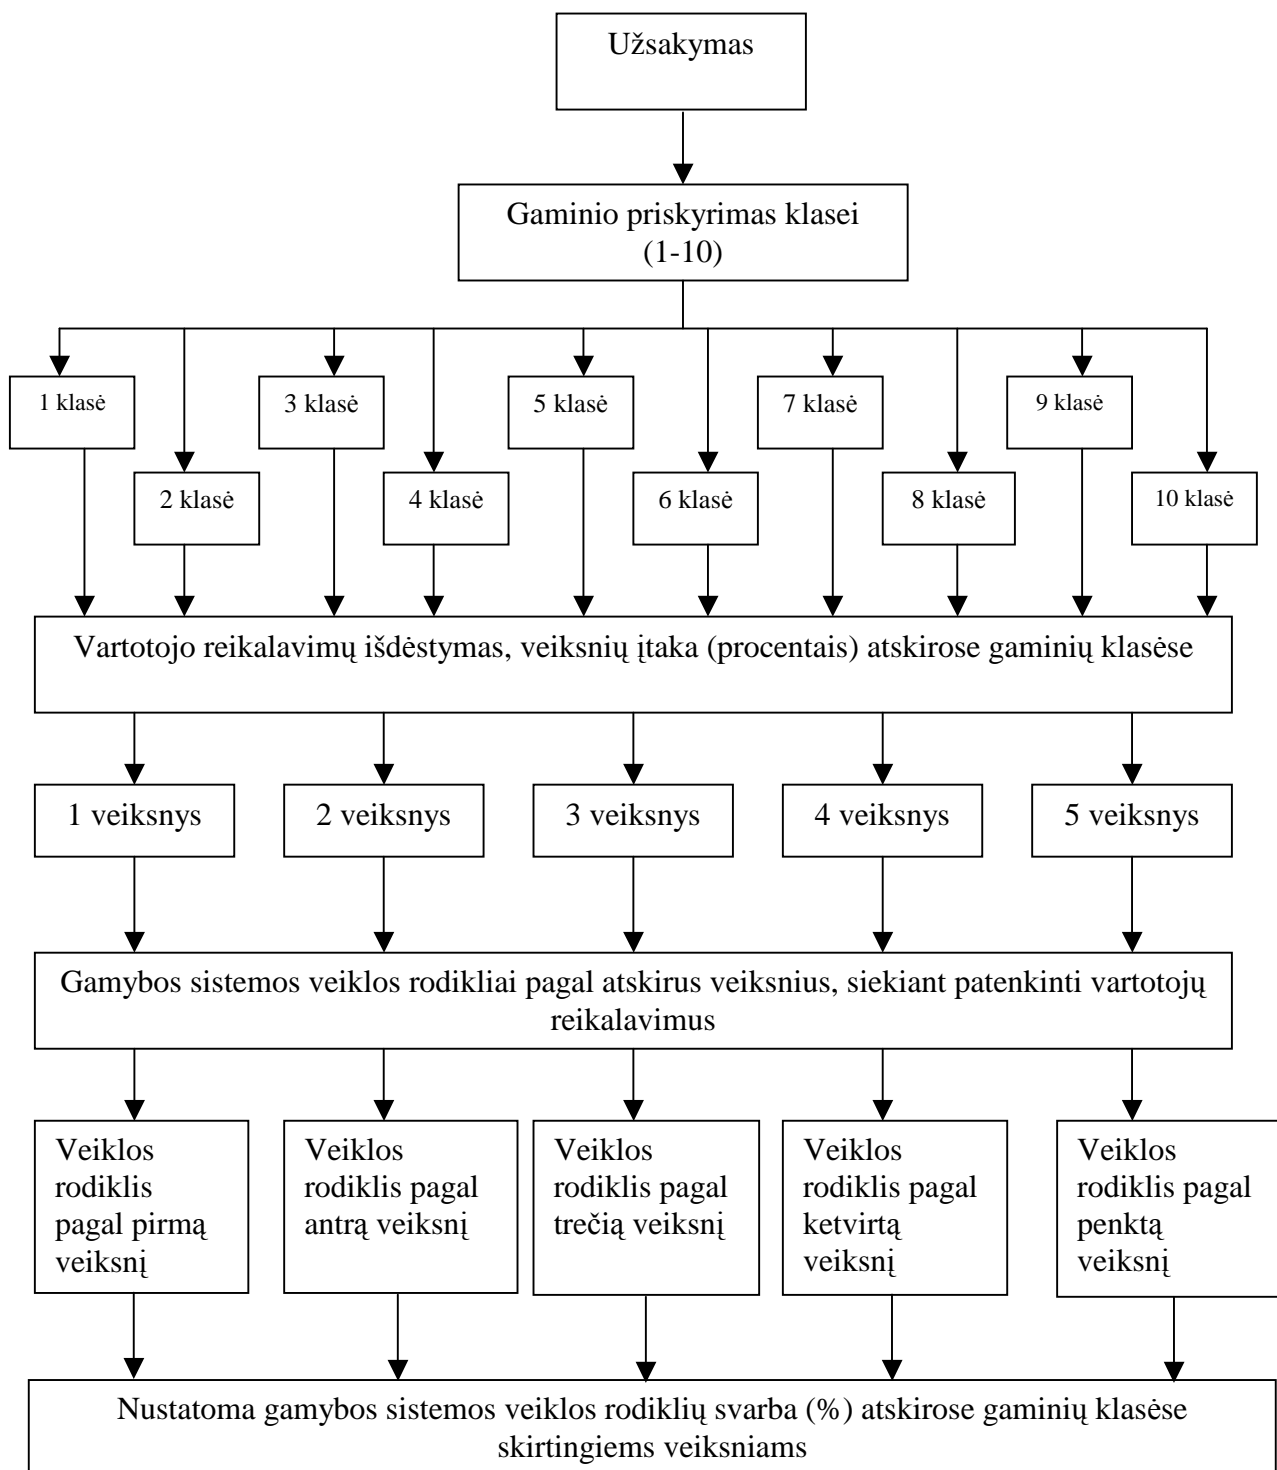 Užsakymas
Gaminio priskyrimas klasei
(1-10)
1 klasė
3 klasė
5 klasė
7 klasė
9 klasė
2 klasė
4 klasė
6 klasė
8 klasė
10 klasė
Vartotojo reikalavimų išdėstymas, veiksnių įtaka (procentais) atskirose gaminių klasėse
1 veiksnys
2 veiksnys
3 veiksnys
4 veiksnys
5 veiksnys
Gamybos sistemos veiklos rodikliai pagal atskirus veiksnius, siekiant patenkinti vartotojų
reikalavimus
Veiklos
rodiklis
pagal pirmą
veiksnį
Veiklos
rodiklis pagal
antrą veiksnį
Veiklos
rodiklis pagal
trečią veiksnį
Veiklos
rodiklis pagal
ketvirtą
veiksnį
Veiklos
rodiklis pagal
penktą
veiksnį
Nustatoma gamybos sistemos veiklos rodiklių svarba (%) atskirose gaminių klasėse
skirtingiems veiksniams